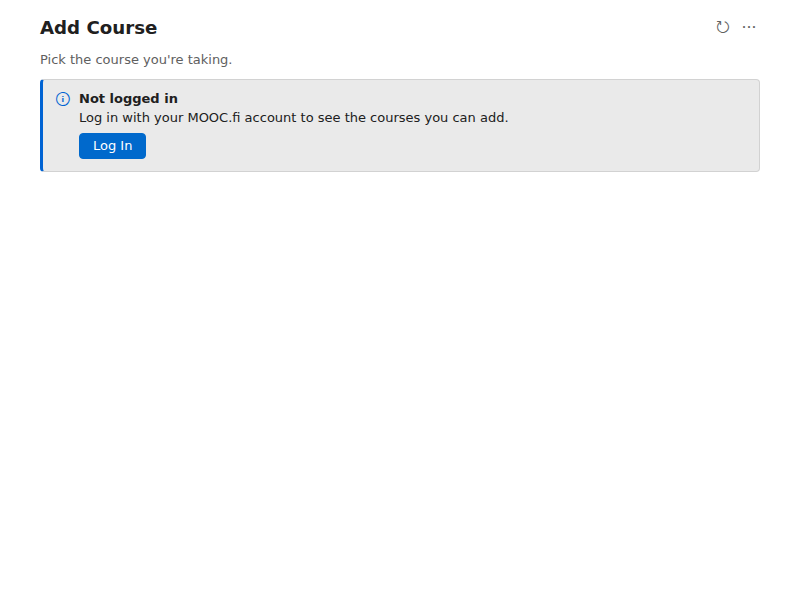 Add Course
Pick the course you're taking.
Not logged in
Log in with your MOOC.fi account to see the courses you can add.
Log In